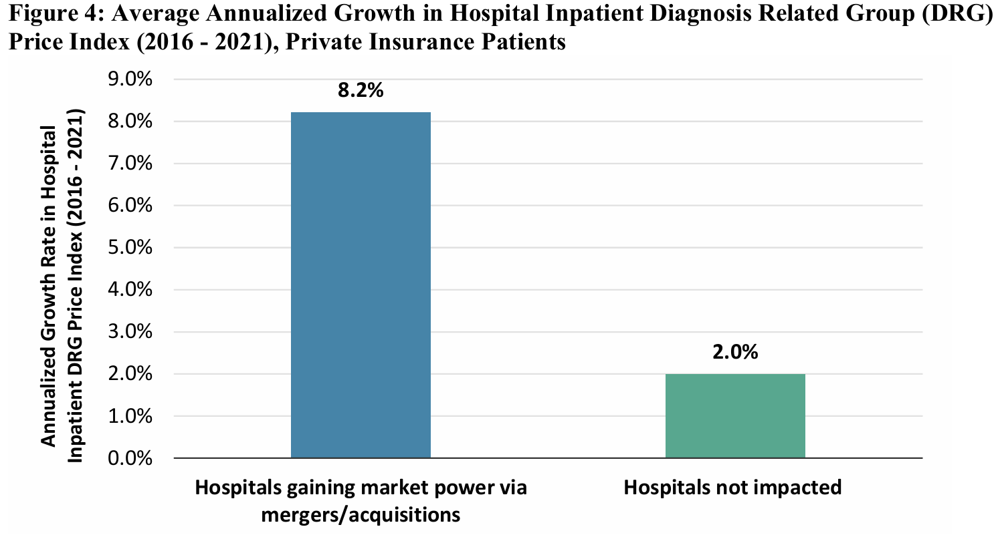 Figure 4: Average Annualized Growth in Hospital Inpatient Diagnosis Related Group (DRG)
Price Index (2016 - 2021), Private Insurance Patients
Annualized Growth Rate in Hospital
Inpatient DRG Price Index (2016 - 2021)
9.0%
8.0%
7.0%
6.0%
5.0%
4.0%
3.0%
2.0%
1.0%
0.0%
8.2%
2.0%
Hospitals gaining market power via
mergers/acquisitions
Hospitals not impacted